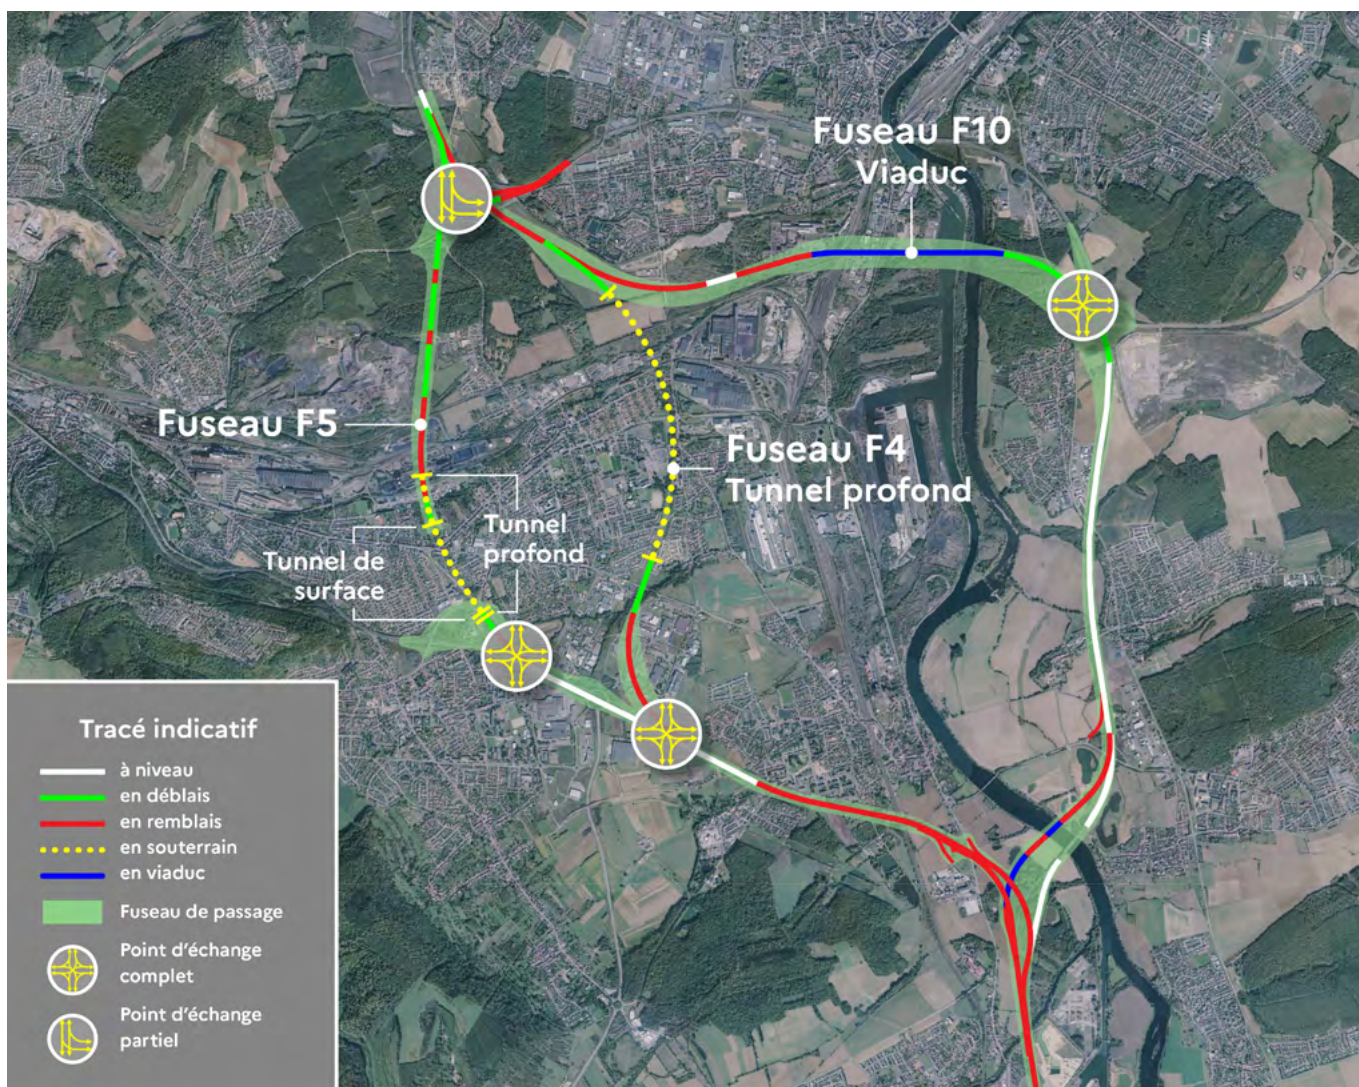 Fuseau F10
Viaduc
Fuseau F5
Fuseau F4
Tunnel profond
Tunnel
profond
Tunnel de
surface
Tracé indicatif
à niveau
en déblais
en remblais
en souterrain
en viaduc
Fuseau de passage
Point d'échange
complet
Point d'échange
partiel